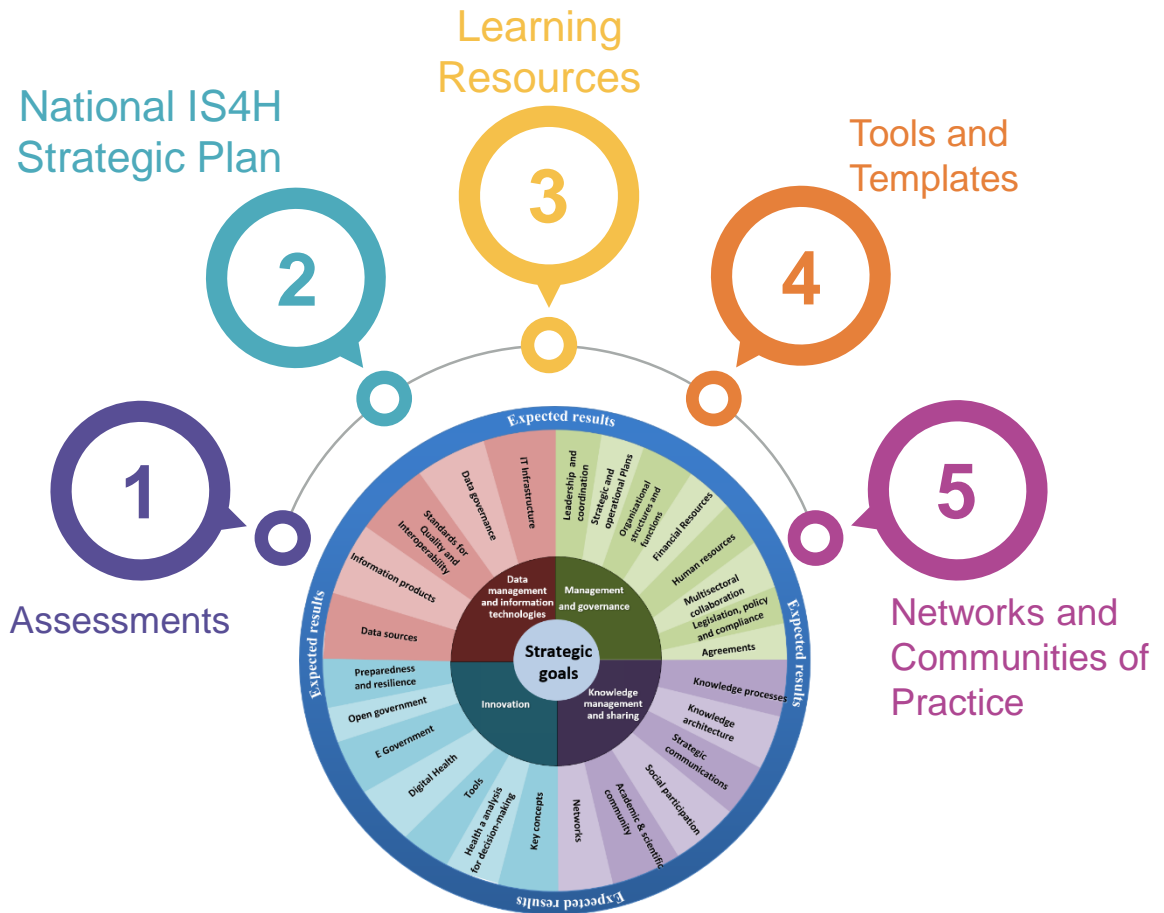 Learning
Resources
National IS4H
Strategic Plan
Tools and
Templates
3
2
4
1
5
Assessments
Networks and
Communities of
Practice
Expected results
Expected results
Expected results
Expected results
Strategic
goals
Data
management
and information
technologies
Management
and governance
Innovation
Knowledge
management
and sharing
IT Infrastructure
Data governance
Standards for
Quality and
Interoperability
Information products
Data sources
Leadership and
coordination
Strategic and
operational Plans
Organizational
structures and
functions
Financial Resources
Human resources
Multisectoral
collaboration
Legislation, policy
and compliance
Agreements
Knowledge processes
Knowledge
architecture
Strategic
communications
Social participation
Academic & scientific
community
Networks
Key concepts
Health a analysis
for decision-making
Tools
Digital Health
E Government
Open government
Preparedness
and resilience